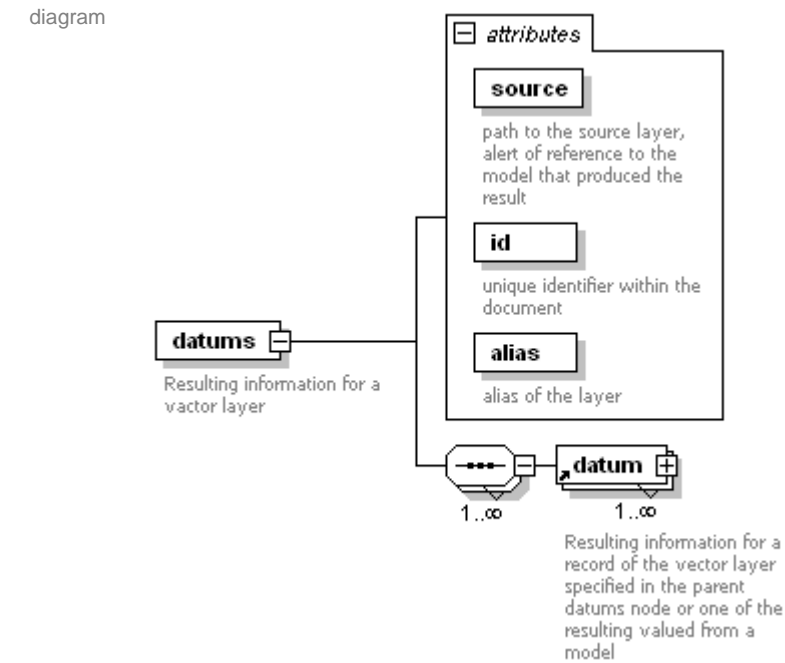 diagram
attributes
source
path to the source layer,
alert of reference to the
model that produced the
result
id
unique identifier within the
document
alias
alias of the layer
datums
Resulting information for a
vactor layer
datum
1..∞
1..∞
Resulting information for a
record of the vector layer
specified in the parent
datums node or one of the
resulting valued from a
model